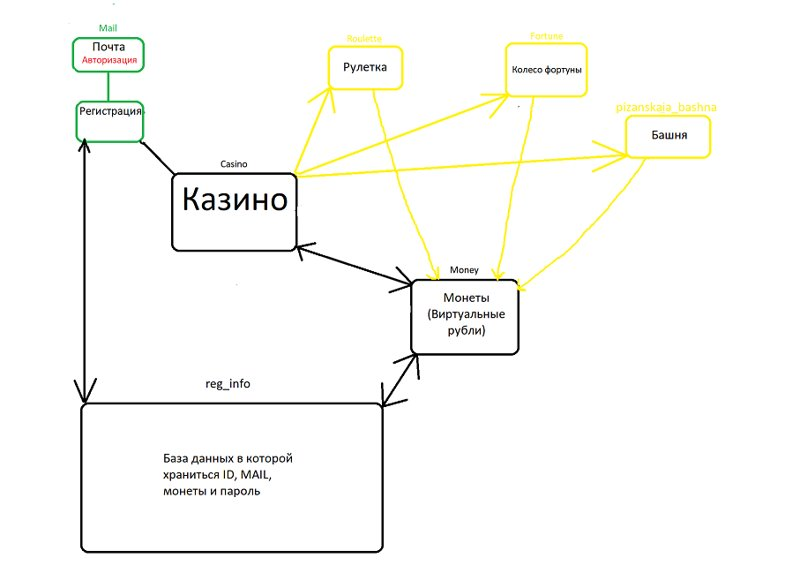 Mail
Почта
Авторизация
Регистрация
Roulette
Рулетка
Fortune
Колесо фортуны
pizanskaja_bashna
Башня
Casino
Казино
Money
Монеты
(Виртуальные
рубли)
reg_info
База данных в которой
храниться ID, MAIL,
монеты и пароль